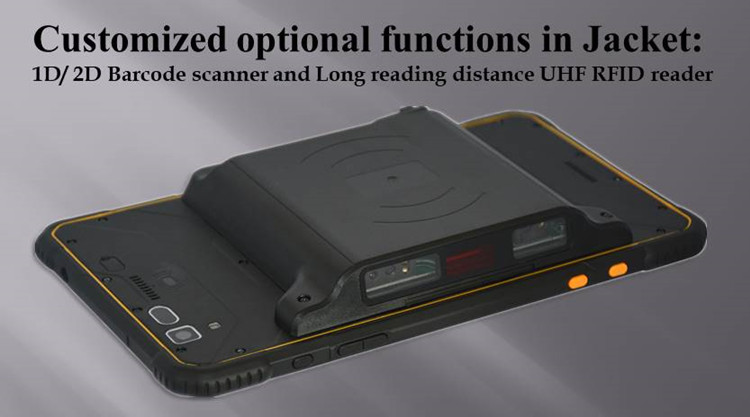 Customized optional functions in Jacket:
1D/ 2D Barcode scanner and Long reading distance UHF RFID reader